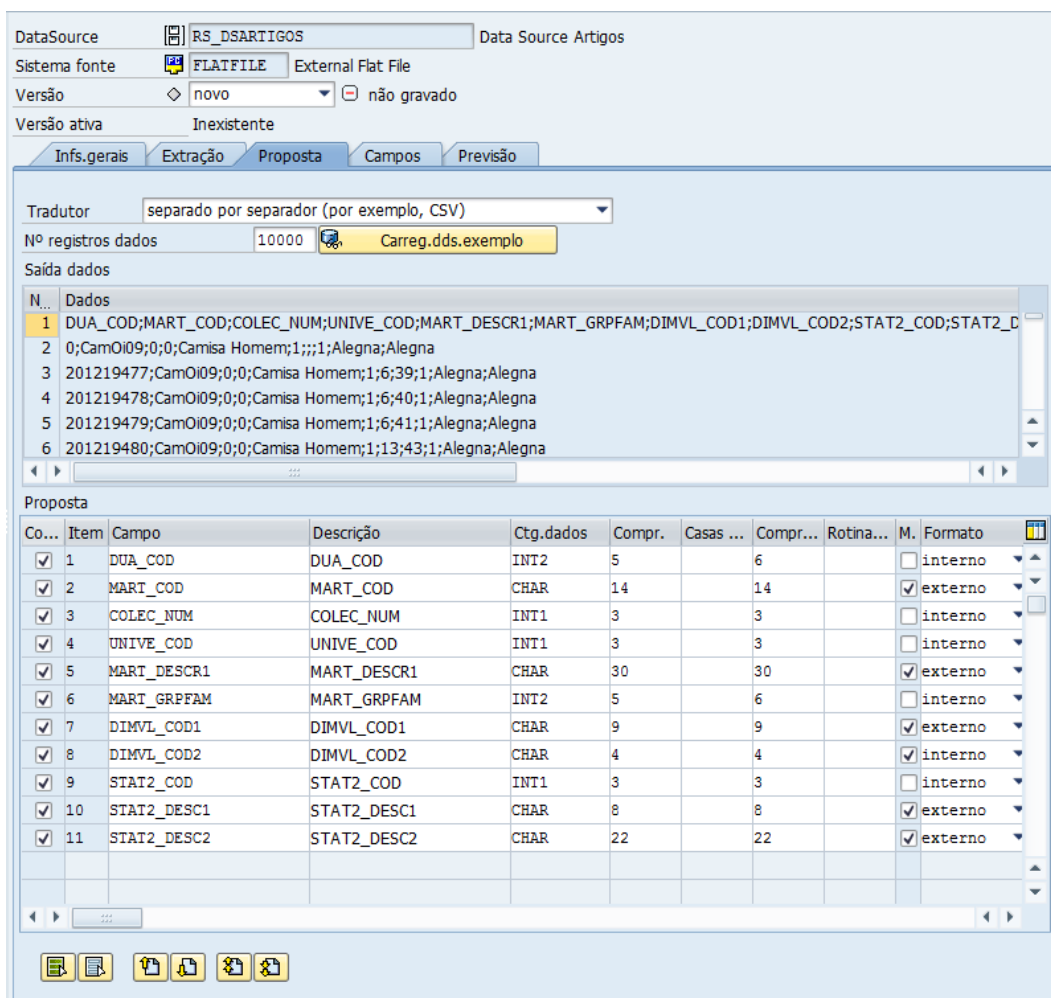 DataSource RS_DSARTIGOS Data Source Artigos
Sistema fonte FLATFILE External Flat File
Versão novo não gravado
Versão ativa Inexistente
Infs.gerais Extração Proposta Campos Previsão
Tradutor separado por separador (por exemplo, CSV)
Nº registros dados 10000 Carreg.dds.exemplo
Saída dados
N... Dados
1 DUA_COD;MART_COD;COLEC_NUM;UNIVE_COD;MART_DESCR1;MART_GRPFAM;DIMVL_COD1;DIMVL_COD2;STAT2_COD;STAT2_D
2 0;CamOi09;0;0;Camisa Homem;1;;;1;Alegna;Alegna
3 201219477;CamOi09;0;0;Camisa Homem;1;6;39;1;Alegna;Alegna
4 201219478;CamOi09;0;0;Camisa Homem;1;6;40;1;Alegna;Alegna
5 201219479;CamOi09;0;0;Camisa Homem;1;6;41;1;Alegna;Alegna
6 201219480;CamOi09;0;0;Camisa Homem;1;13;43;1;Alegna;Alegna
Proposta
Co... Item Campo Descrição Ctg.dados Compr. Casas ... Compr... Rotina... M. Formato
1 DUA_COD DUA_COD INT2 5 6 interno
2 MART_COD MART_COD CHAR 14 14 externo
3 COLEC_NUM COLEC_NUM INT1 3 3 interno
4 UNIVE_COD UNIVE_COD INT1 3 3 interno
5 MART_DESCR1 MART_DESCR1 CHAR 30 30 externo
6 MART_GRPFAM MART_GRPFAM INT2 5 6 interno
7 DIMVL_COD1 DIMVL_COD1 CHAR 9 9 externo
8 DIMVL_COD2 DIMVL_COD2 CHAR 4 4 interno
9 STAT2_COD STAT2_COD INT1 3 3 interno
10 STAT2_DESC1 STAT2_DESC1 CHAR 8 8 externo
11 STAT2_DESC2 STAT2_DESC2 CHAR 22 22 externo